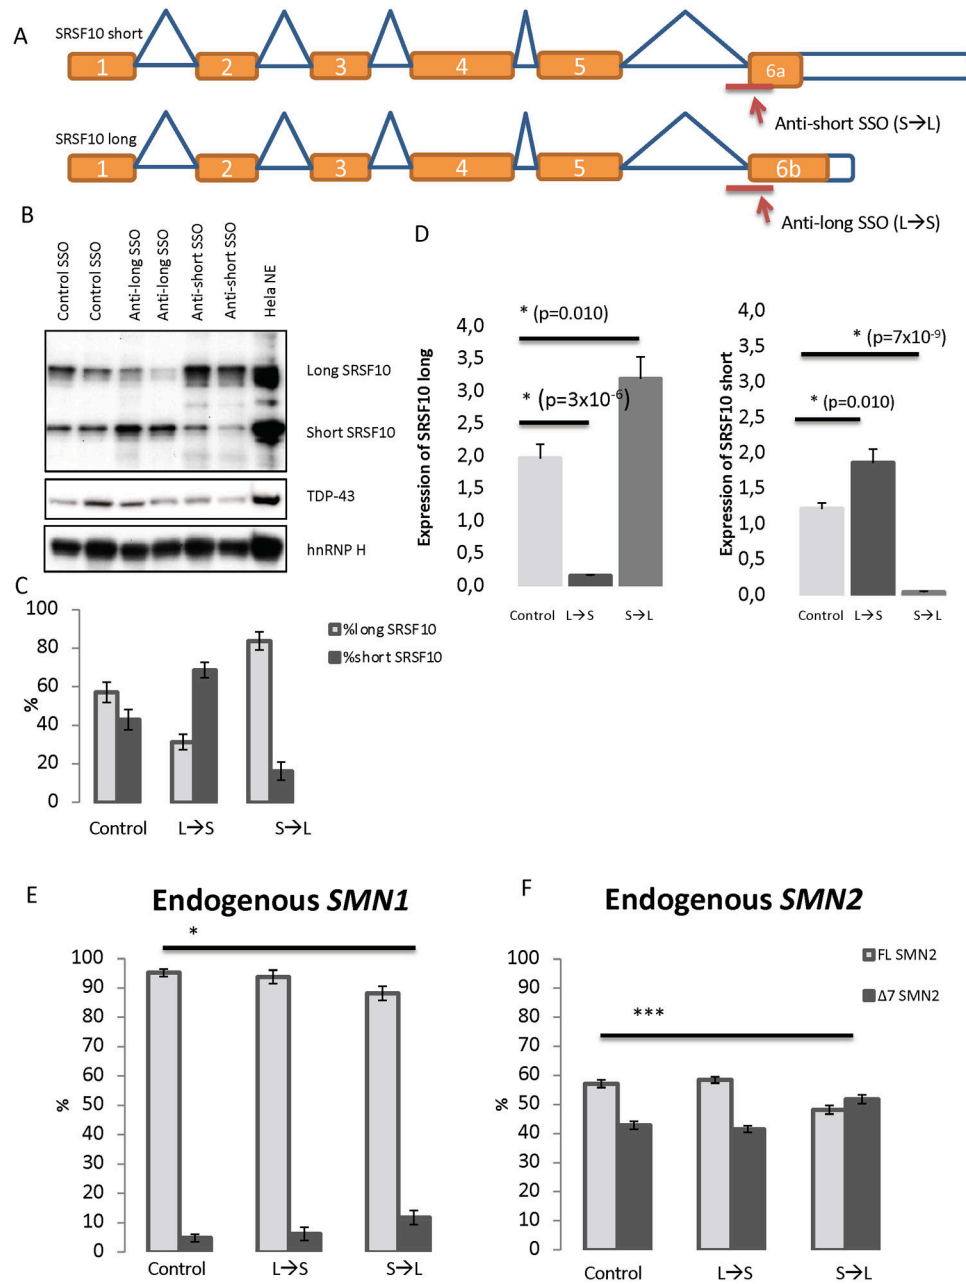 A
SRSF10 short
1 2 3 4 5 6a
Anti-short SSO (S→L)
SRSF10 long
1 2 3 4 5 6b
Anti-long SSO (L→S)
B
Control SSO
Control SSO
Anti-long SSO
Anti-long SSO
Anti-short SSO
Anti-short SSO
Hela NE
Long SRSF10
Short SRSF10
TDP-43
hnRNP H
C
100
80
60
40
20
0
%
%long SRSF10
%short SRSF10
Control L→S S→L
D
Expression of SRSF10 long
4,0
3,5
3,0
2,5
2,0
1,5
1,0
0,5
0,0
* (p=0.010)
* (p=3x10-6)
Control L→S S→L
Expression of SRSF10 short
4,0
3,5
3,0
2,5
2,0
1,5
1,0
0,5
0,0
* (p=7x10-9)
* (p=0.010)
Control L→S S→L
E
Endogenous SMN1
*
100
90
80
70
60
50
40
30
20
10
0
%
Control L→S S→L
F
Endogenous SMN2
FL SMN2
Δ7 SMN2
***
100
90
80
70
60
50
40
30
20
10
0
%
Control L→S S→L